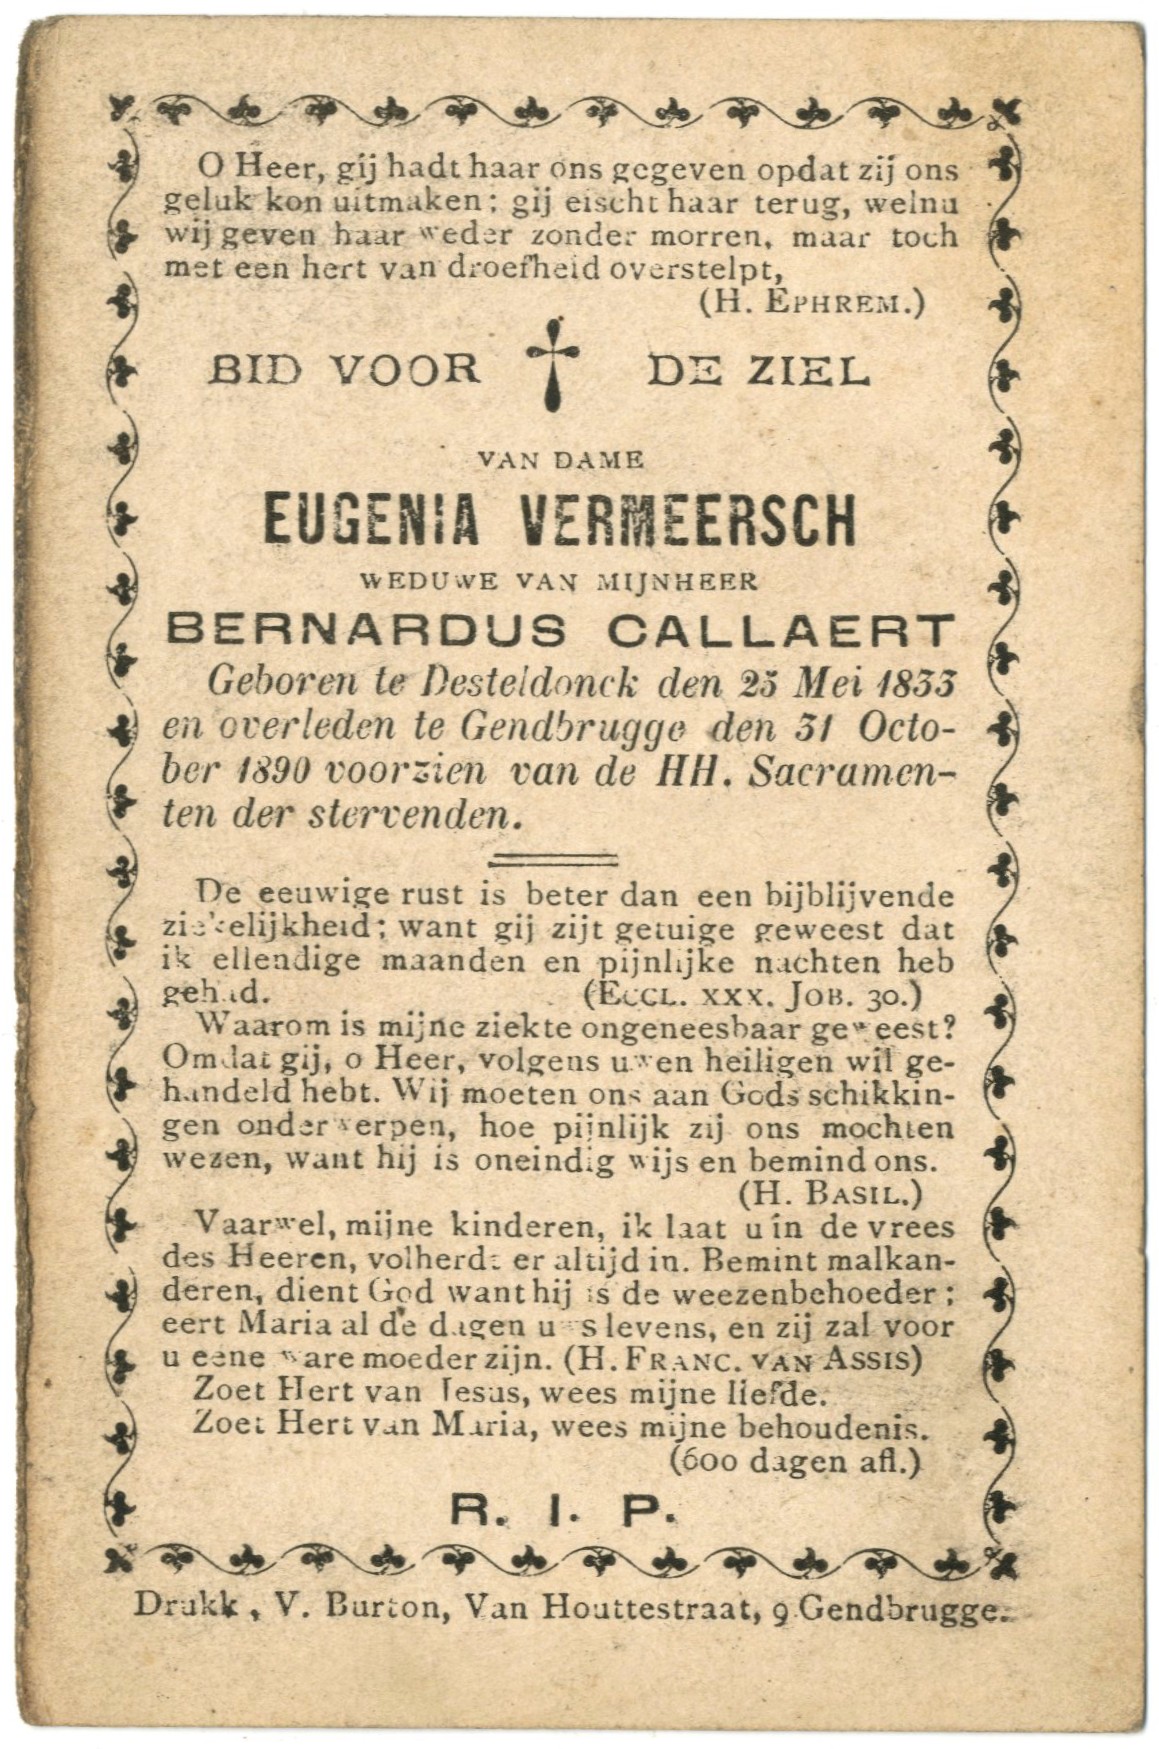 O Heer, gij hadt haar ons gegeven opdat zij ons
geluk kon uitmaken; gij eischt haar terug, welnu
wij geven haar weder zonder morren, maar toch
met een hert van droefheid overstelpt,
(H. EPHREM.)
BID VOOR DE ZIEL
VAN DAME
EUGENIA VERMEERSCH
WEDUWE VAN MIJNHEER
BERNARDUS CALLAERT
Geboren te Desteldonck den 25 Mei 1833
en overleden te Gendbrugge den 31 Octo-
ber 1890 voorzien van de HH. Sacramen-
ten der stervenden.
De eeuwige rust is beter dan een bijblijvende
ziekelijkheid; want gij zijt getuige geweest dat
ik ellendige maanden en pijnlijke nachten heb
gehad. (ECCL. XXX. JOB. 30.)
Waarom is mijne ziekte ongeneesbaar geweest?
Omdat gij, o Heer, volgens uwen heiligen wil ge-
handeld hebt. Wij moeten ons aan Gods schikkin-
gen onderwerpen, hoe pijnlijk zij ons mochten
wezen, want hij is oneindig wijs en bemind ons.
(H. BASIL.)
Vaarwel, mijne kinderen, ik laat u in de vrees
des Heeren, volherdt er altijd in. Bemint malkan-
deren, dient God want hij is de weezenbehoeder;
eert Maria al de dagen uws levens, en zij zal voor
u eene ware moeder zijn. (H. FRANC. VAN ASSIS)
Zoet Hert van Jesus, wees mijne liefde.
Zoet Hert van Maria, wees mijne behoudenis.
(600 dagen afl.)
R. I. P.
Drukk, V. Burton, Van Houttestraat, 9 Gendbrugge.